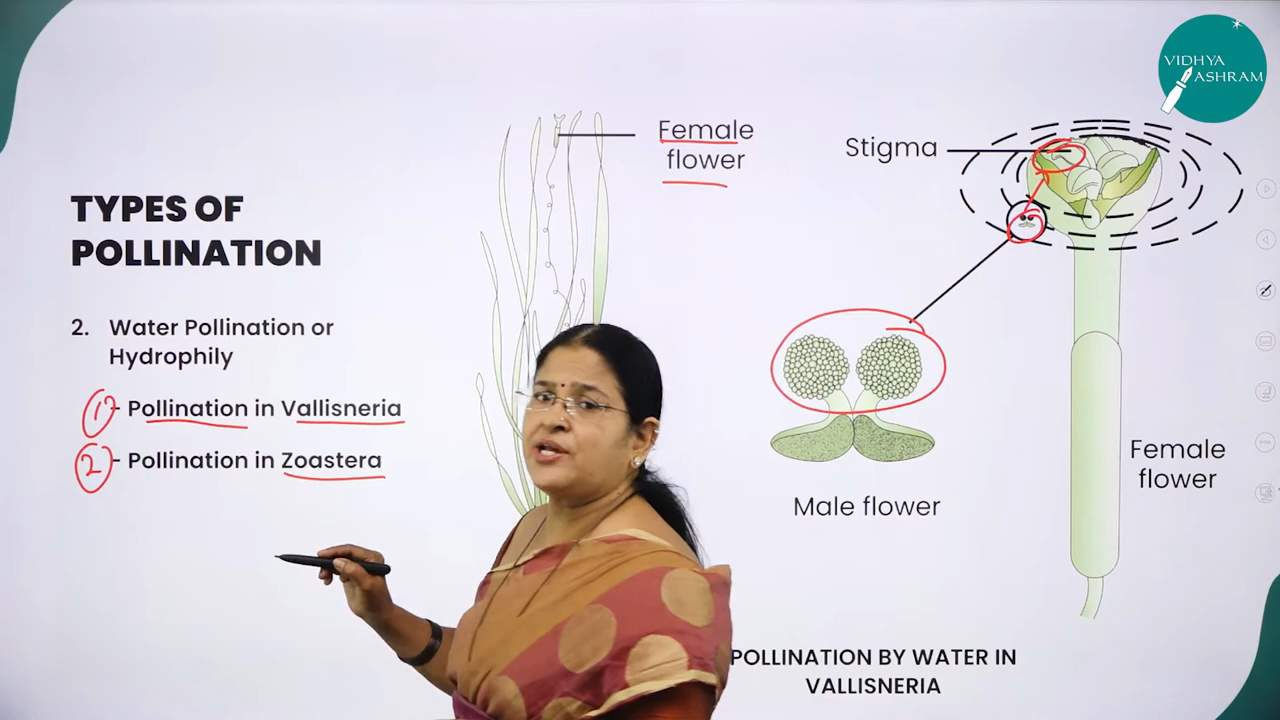 VIDHYA
ASHRAM
TYPES OF
POLLINATION
2. Water Pollination or
Hydrophily
1 - Pollination in Vallisneria
2 - Pollination in Zoastera
Female
flower
Stigma
Male flower
Female
flower
POLLINATION BY WATER IN
VALLISNERIA